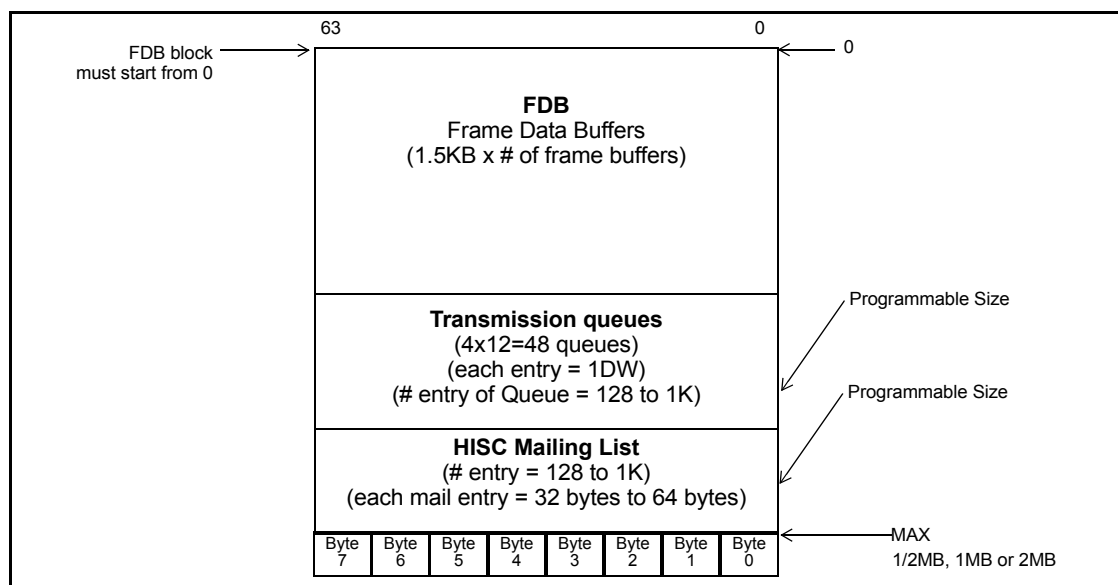 63 0
FDB block
must start from 0
0
FDB
Frame Data Buffers
(1.5KB x # of frame buffers)
Programmable Size
Transmission queues
(4x12=48 queues)
(each entry = 1DW)
(# entry of Queue = 128 to 1K)
Programmable Size
HISC Mailing List
(# entry = 128 to 1K)
(each mail entry = 32 bytes to 64 bytes)
MAX
1/2MB, 1MB or 2MB
Byte Byte Byte Byte Byte Byte Byte Byte
7 6 5 4 3 2 1 0